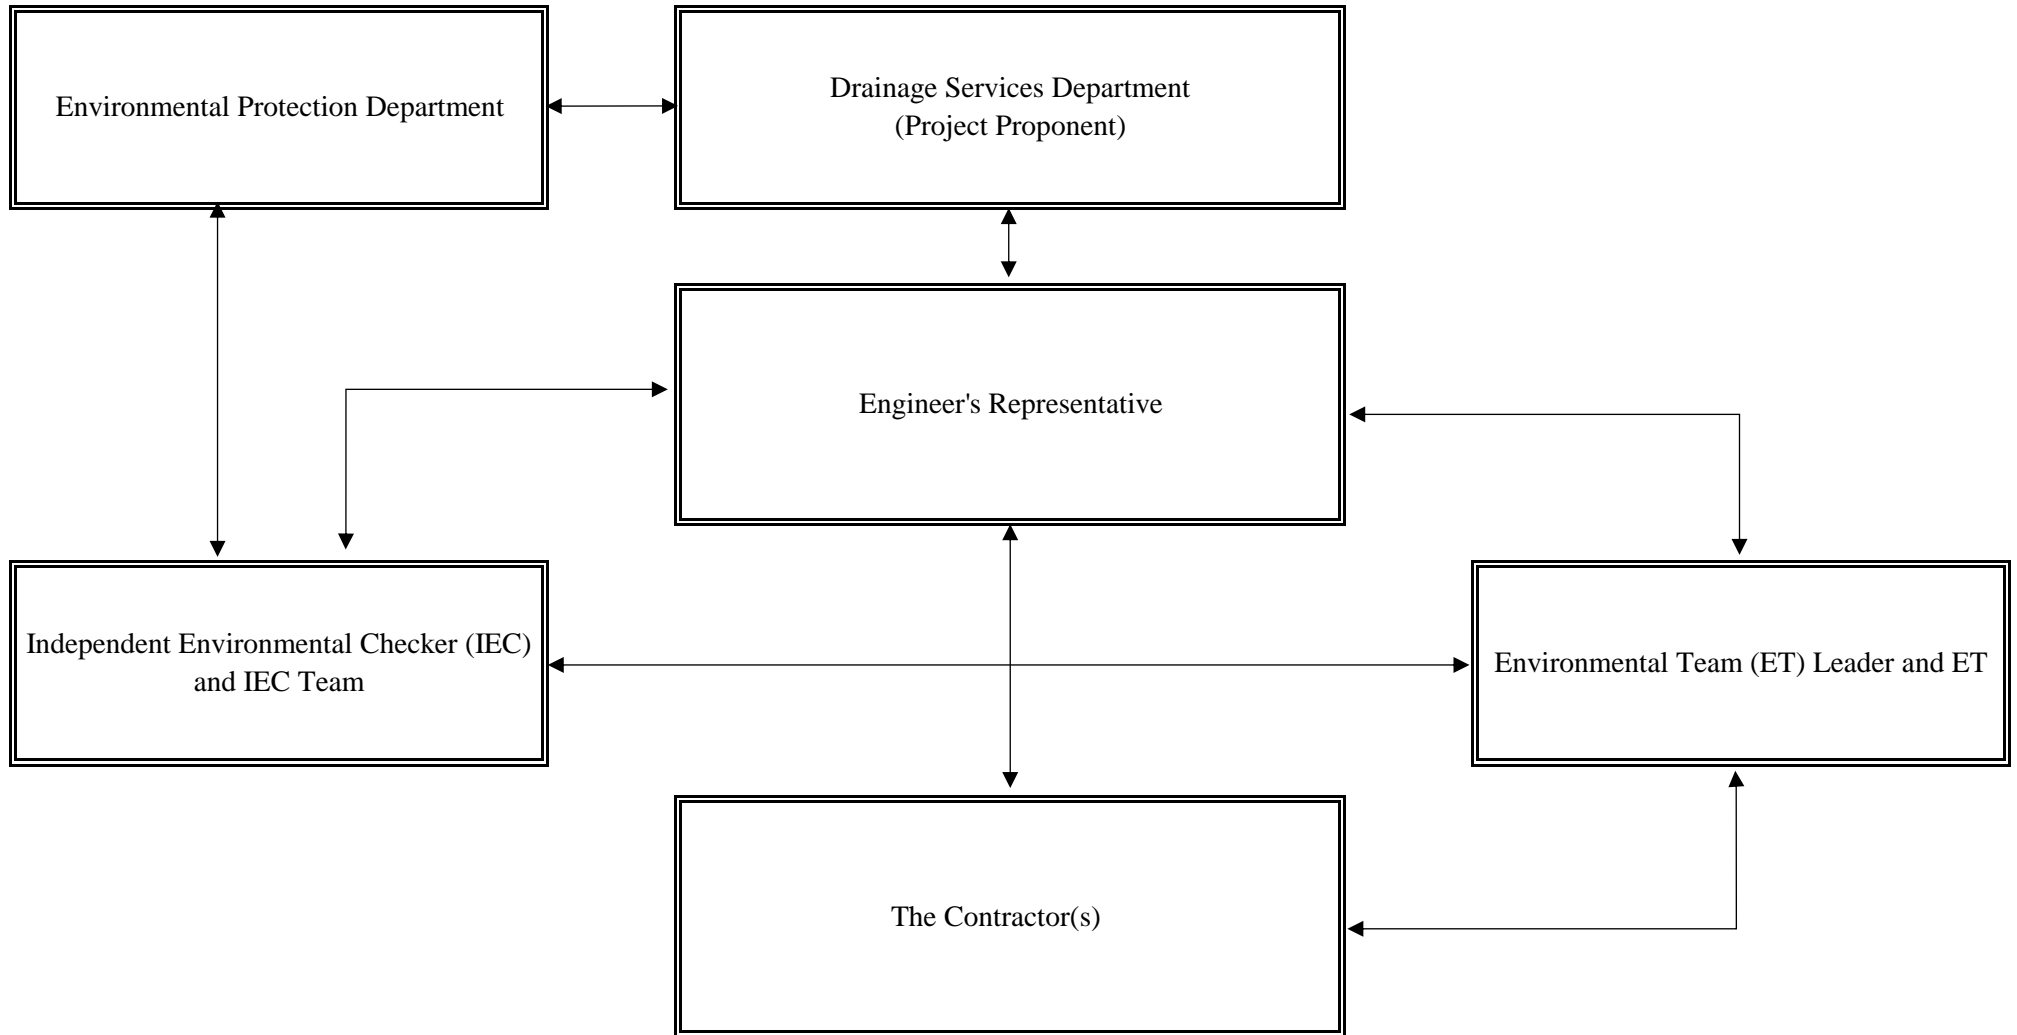 Environmental Protection Department
Drainage Services Department
(Project Proponent)
Engineer's Representative
Independent Environmental Checker (IEC)
and IEC Team
Environmental Team (ET) Leader and ET
The Contractor(s)